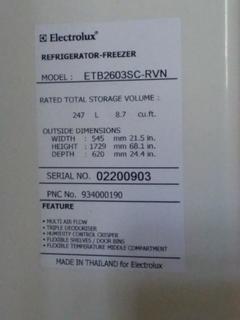 Electrolux
REFRIGERATOR-FREEZER
MODEL : ETB2603SC-RVN
RATED TOTAL STORAGE VOLUME :
247 L 8.7 cu.ft.
OUTSIDE DIMENSIONS
WIDTH : 545 mm 21.5 in.
HEIGHT : 1729 mm 68.1 in.
DEPTH : 620 mm 24.4 in.
SERIAL NO. 02200903
PNC No. 934000190
FEATURE
• MULTI AIR FLOW
• TRIPLE DEODORISER
• HUMIDITY CONTROL CRISPER
• FLEXIBLE SHELVES / DOOR BINS
• FLEXIBLE TEMPERATURE MIDDLE COMPARTMENT
MADE IN THAILAND for Electrolux